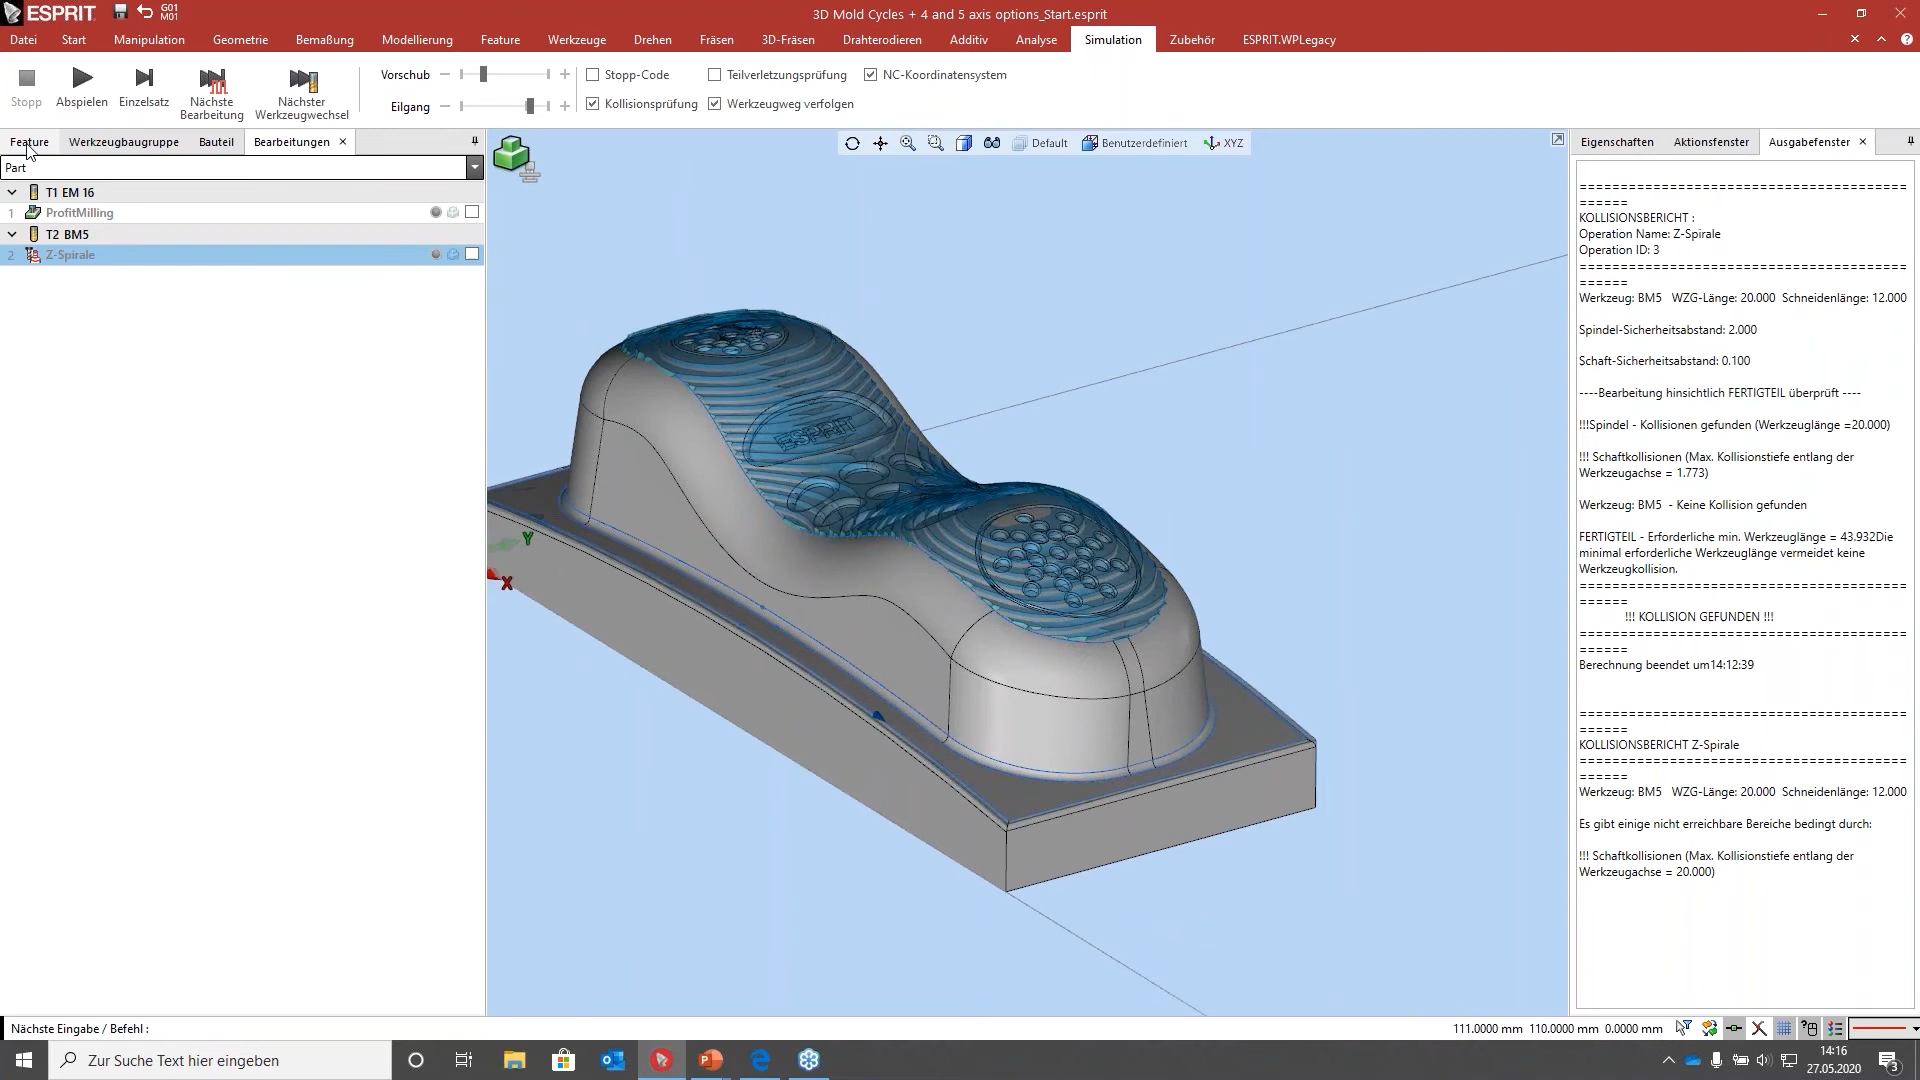 ESPRIT
G01
M01
3D Mold Cycles + 4 and 5 axis options_Start.esprit
Datei Start Manipulation Geometrie Bemaßung Modellierung Feature Werkzeuge Drehen Fräsen 3D-Fräsen Drahterodieren Additiv Analyse Simulation Zubehör ESPRIT.WPLegacy
Stopp Abspielen Einzelsatz Nächste Bearbeitung Nächster Werkzeugwechsel
Vorschub
Eilgang
Stopp-Code Teilverletzungsprüfung NC-Koordinatensystem
Kollisionsprüfung Werkzeugweg verfolgen
Feature Werkzeugbaugruppe Bauteil Bearbeitungen
Part
T1 EM 16
1 ProfitMilling
T2 BM5
2 Z-Spirale
Default Benutzerdefiniert XYZ
ESPRIT
Y
X
Eigenschaften Aktionsfenster Ausgabefenster
=======================================
======
KOLLISIONSBERICHT :
Operation Name: Z-Spirale
Operation ID: 3
=======================================
======
Werkzeug: BM5 WZG-Länge: 20.000 Schneidenlänge: 12.000
Spindel-Sicherheitsabstand: 2.000
Schaft-Sicherheitsabstand: 0.100
----Bearbeitung hinsichtlich FERTIGTEIL überprüft ----
!!!Spindel - Kollisionen gefunden (Werkzeuglänge =20.000)
!!! Schaftkollisionen (Max. Kollisionstiefe entlang der
Werkzeugachse = 1.773)
Werkzeug: BM5 - Keine Kollision gefunden
FERTIGTEIL - Erforderliche min. Werkzeuglänge = 43.932Die
minimal erforderliche Werkzeuglänge vermeidet keine
Werkzeugkollision.
=======================================
======
!!! KOLLISION GEFUNDEN !!!
=======================================
======
Berechnung beendet um14:12:39
=======================================
======
KOLLISIONSBERICHT Z-Spirale
=======================================
======
Werkzeug: BM5 WZG-Länge: 20.000 Schneidenlänge: 12.000
Es gibt einige nicht erreichbare Bereiche bedingt durch:
!!! Schaftkollisionen (Max. Kollisionstiefe entlang der
Werkzeugachse = 20.000)
Nächste Eingabe / Befehl :
111.0000 mm 110.0000 mm 0.0000 mm
Zur Suche Text hier eingeben
14:16
27.05.2020
3